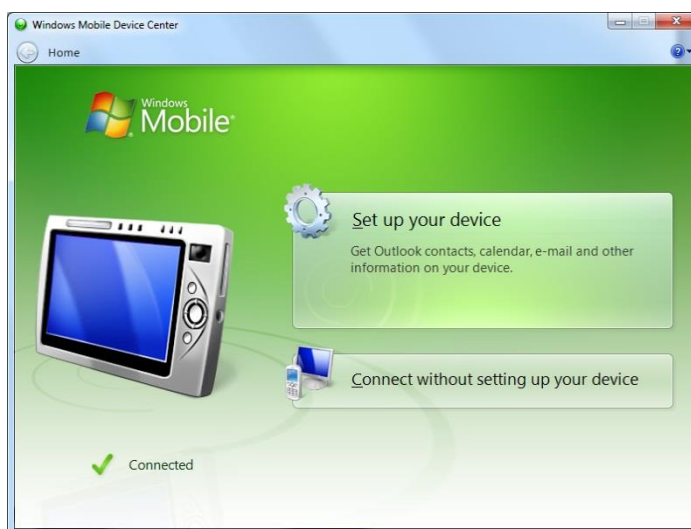 Windows Mobile Device Center
Home
Windows
Mobile
Set up your device
Get Outlook contacts, calendar, e-mail and other
information on your device.
Connect without setting up your device
Connected